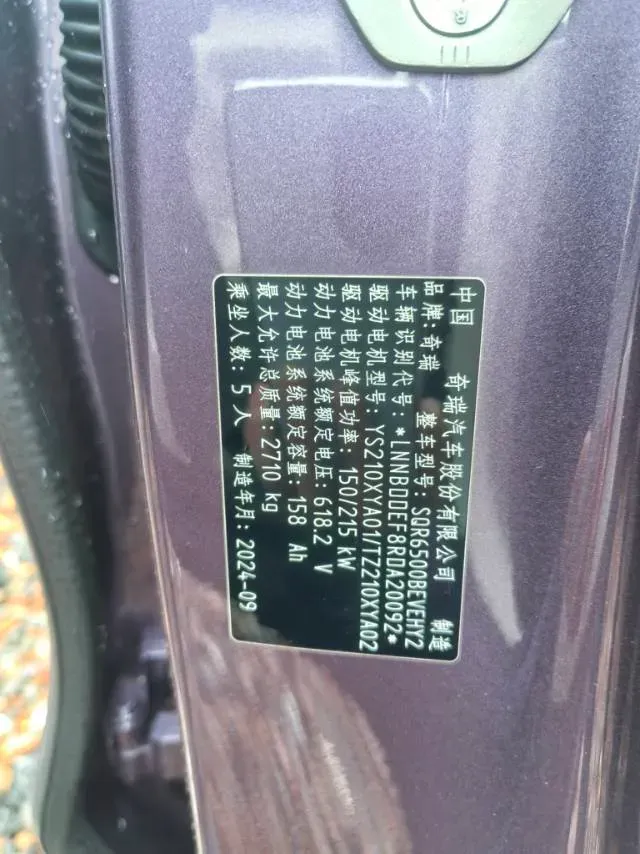 中国 奇瑞汽车股份有限公司 制造
品牌:奇瑞 整车型号:SQR6500BEVEHY2
车辆识别代号:*LNNBDDEF8RDA20092*
驱动电机型号:YS210XYA01/TZ210XYA02
驱动电机峰值功率:150/215 kW
动力电池系统额定电压:618.2 V
动力电池系统额定容量:158 Ah
最大允许总质量:2710 kg
乘坐人数:5人 制造年月:2024-09